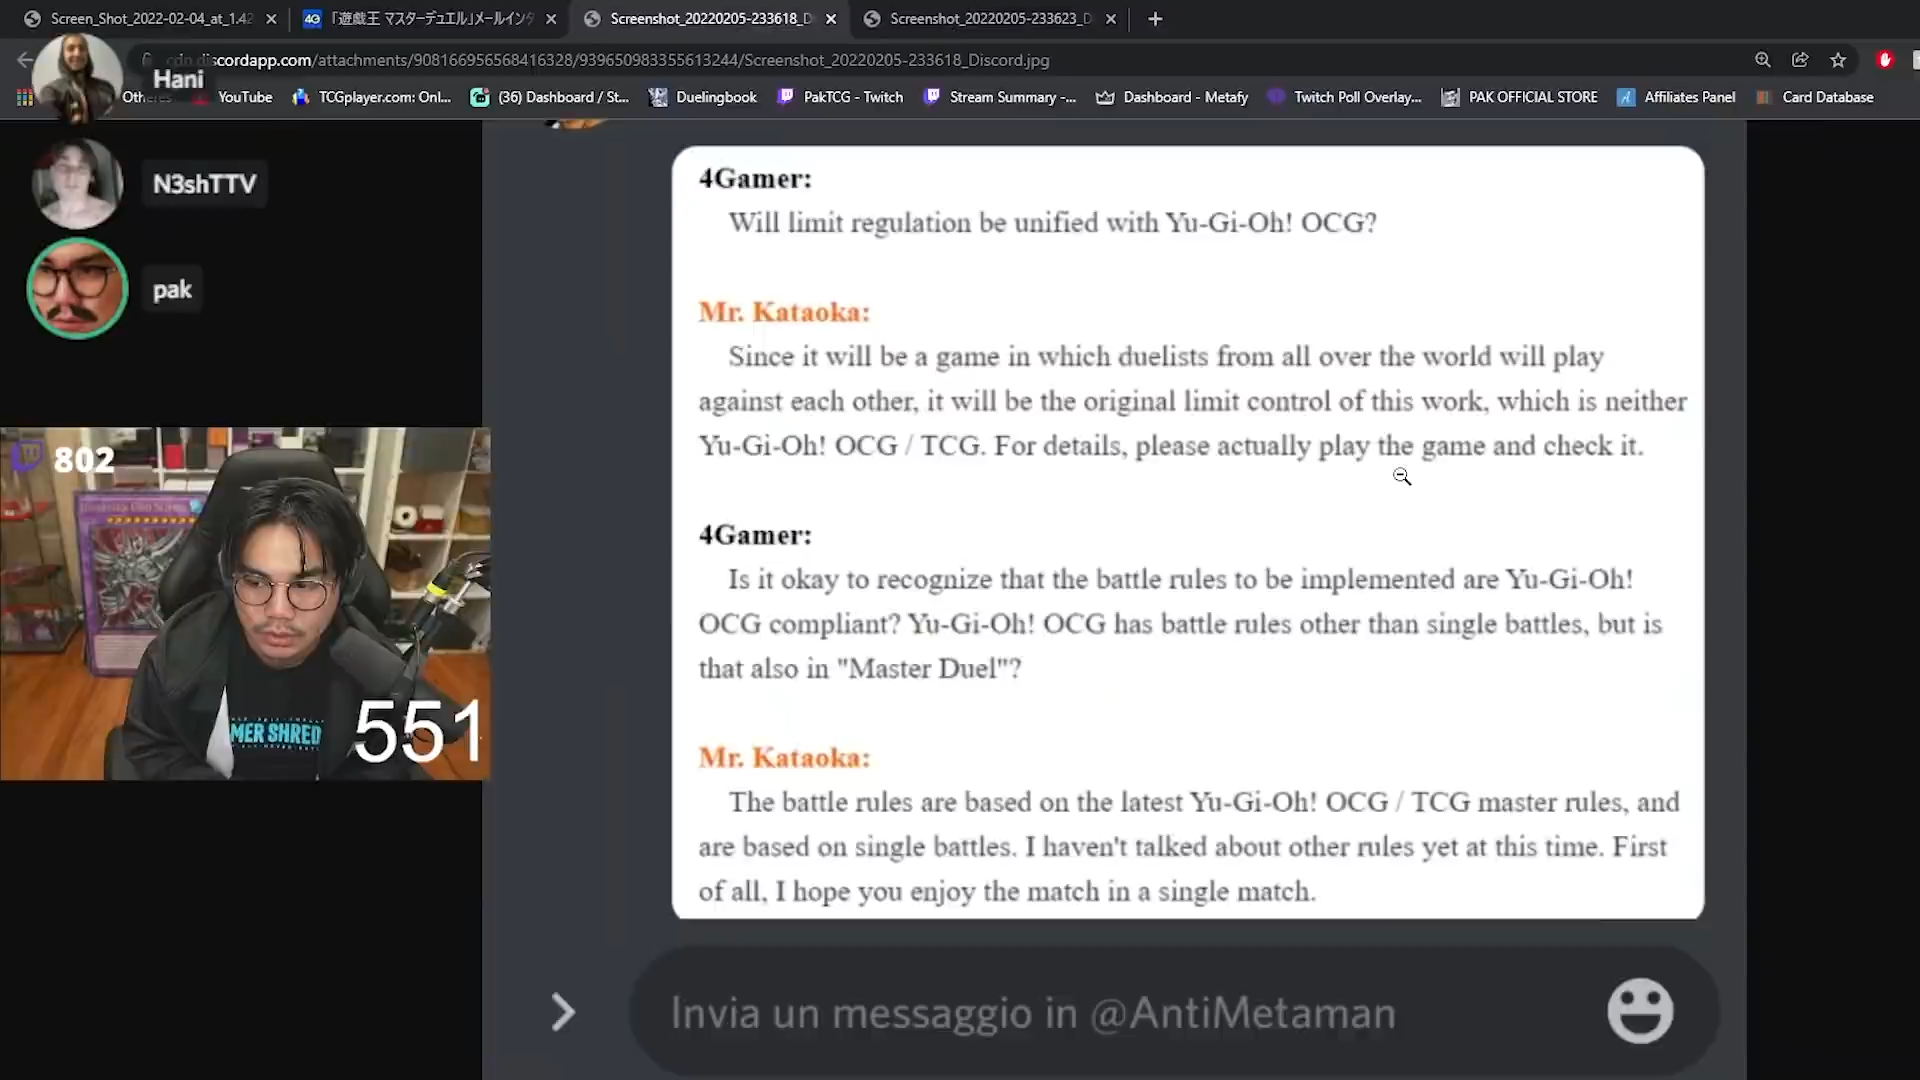 Screen_Shot_2022-02-04_at_1.42
「遊戯王 マスターデュエル」メールインタ
Screenshot_20220205-233618_D
Screenshot_20220205-233623_D
cdn.discordapp.com/attachments/908166956568416328/939650983355613244/Screenshot_20220205-233618_Discord.jpg
Hani
YouTube
TCGplayer.com: Onl...
(36) Dashboard / St...
Duelingbook
PakTCG - Twitch
Stream Summary -...
Dashboard - Metafy
Twitch Poll Overlay...
PAK OFFICIAL STORE
Affiliates Panel
Card Database
N3shTTV
pak
802
MER SHRED
551
4Gamer:
Will limit regulation be unified with Yu-Gi-Oh! OCG?
Mr. Kataoka:
Since it will be a game in which duelists from all over the world will play
against each other, it will be the original limit control of this work, which is neither
Yu-Gi-Oh! OCG / TCG. For details, please actually play the game and check it.
4Gamer:
Is it okay to recognize that the battle rules to be implemented are Yu-Gi-Oh!
OCG compliant? Yu-Gi-Oh! OCG has battle rules other than single battles, but is
that also in "Master Duel"?
Mr. Kataoka:
The battle rules are based on the latest Yu-Gi-Oh! OCG / TCG master rules, and
are based on single battles. I haven't talked about other rules yet at this time. First
of all, I hope you enjoy the match in a single match.
Invia un messaggio in @AntiMetaman